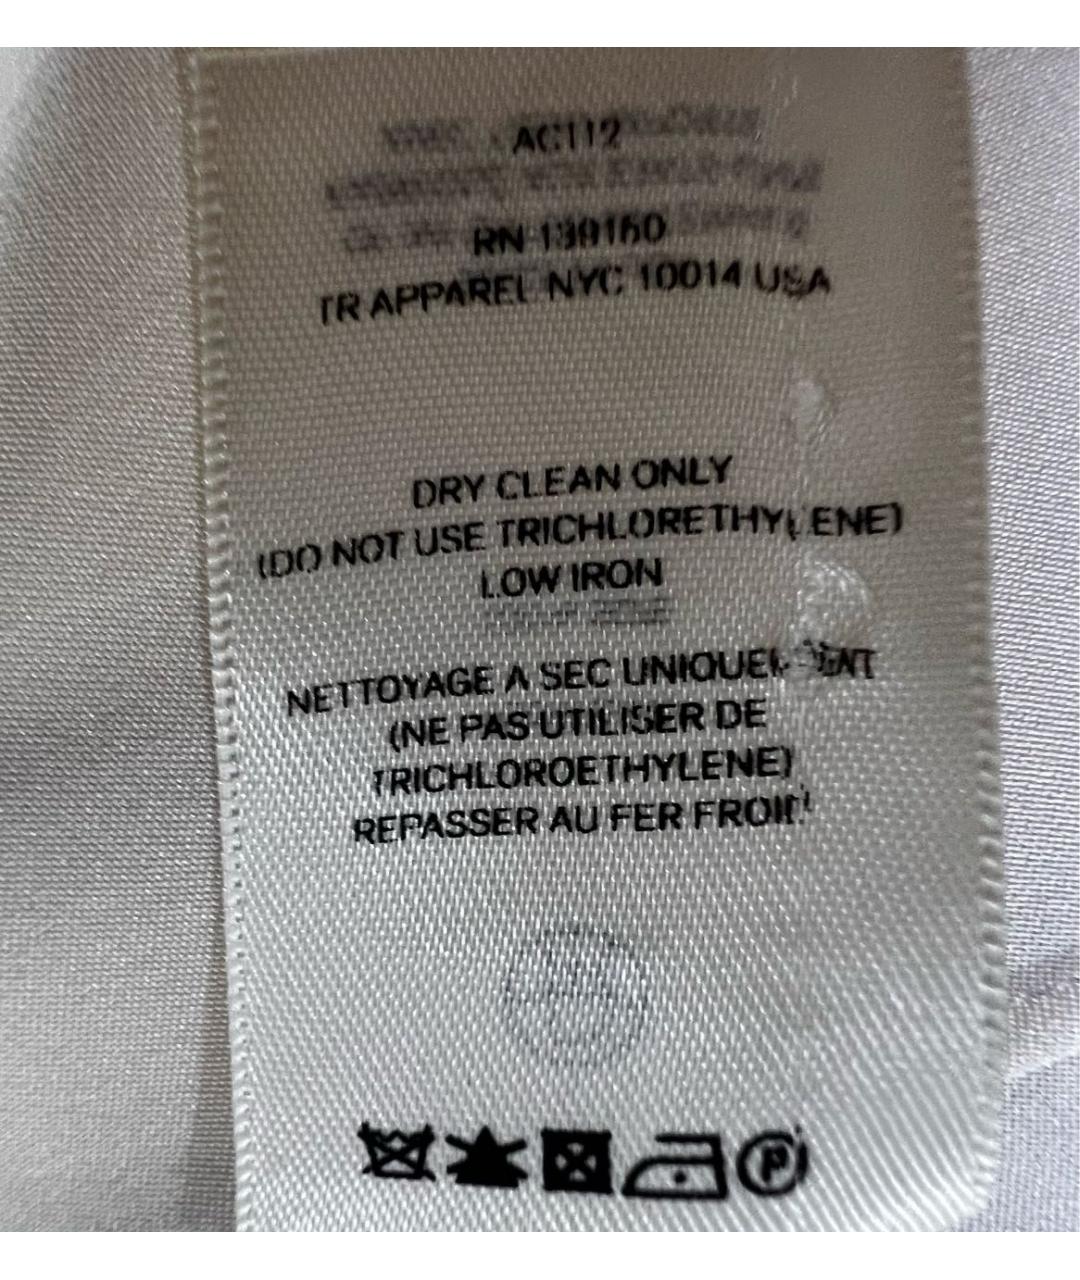 AC112
RN 139160
TR APPAREL NYC 10014 USA
DRY CLEAN ONLY
(DO NOT USE TRICHLORETHYLENE)
LOW IRON
NETTOYAGE A SEC UNIQUEMENT
(NE PAS UTILISER DE
TRICHLOROETHYLENE)
REPASSER AU FER FROID
P